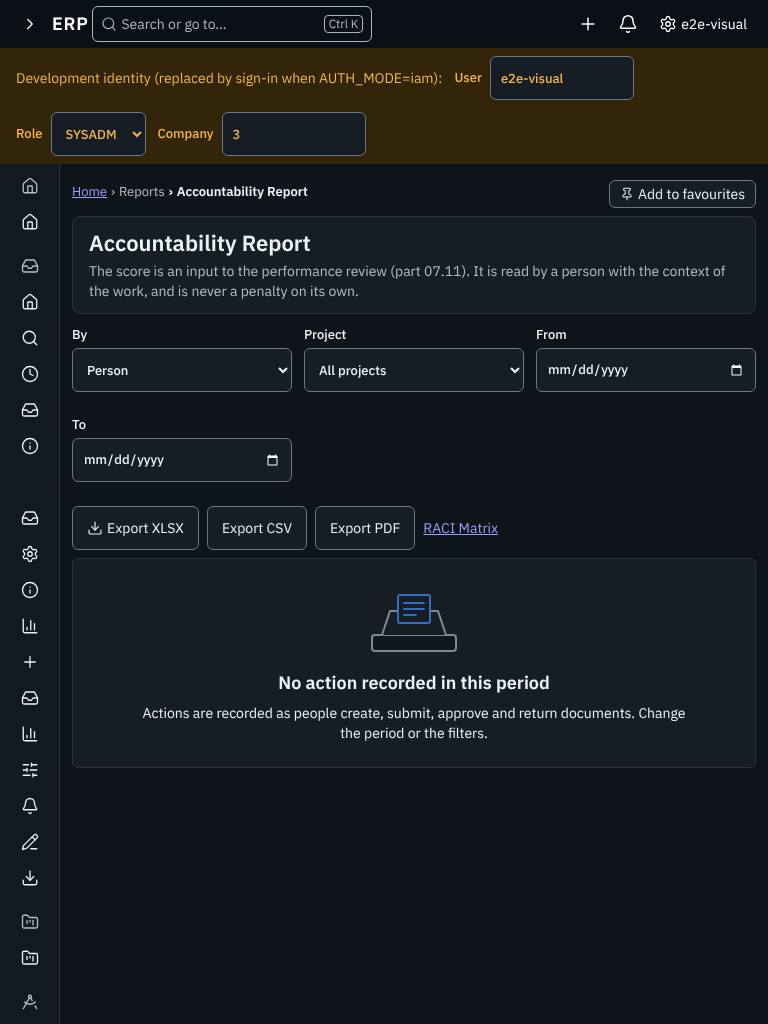 ERP
Search or go to...
Ctrl K
e2e-visual
Development identity (replaced by sign-in when AUTH_MODE=iam):
User
e2e-visual
Role
SYSADM
Company
3
Home › Reports › Accountability Report
Add to favourites
Accountability Report
The score is an input to the performance review (part 07.11). It is read by a person with the context of
the work, and is never a penalty on its own.
By
Project
From
Person
All projects
mm/dd/yyyy
To
mm/dd/yyyy
Export XLSX
Export CSV
Export PDF
RACI Matrix
No action recorded in this period
Actions are recorded as people create, submit, approve and return documents. Change
the period or the filters.